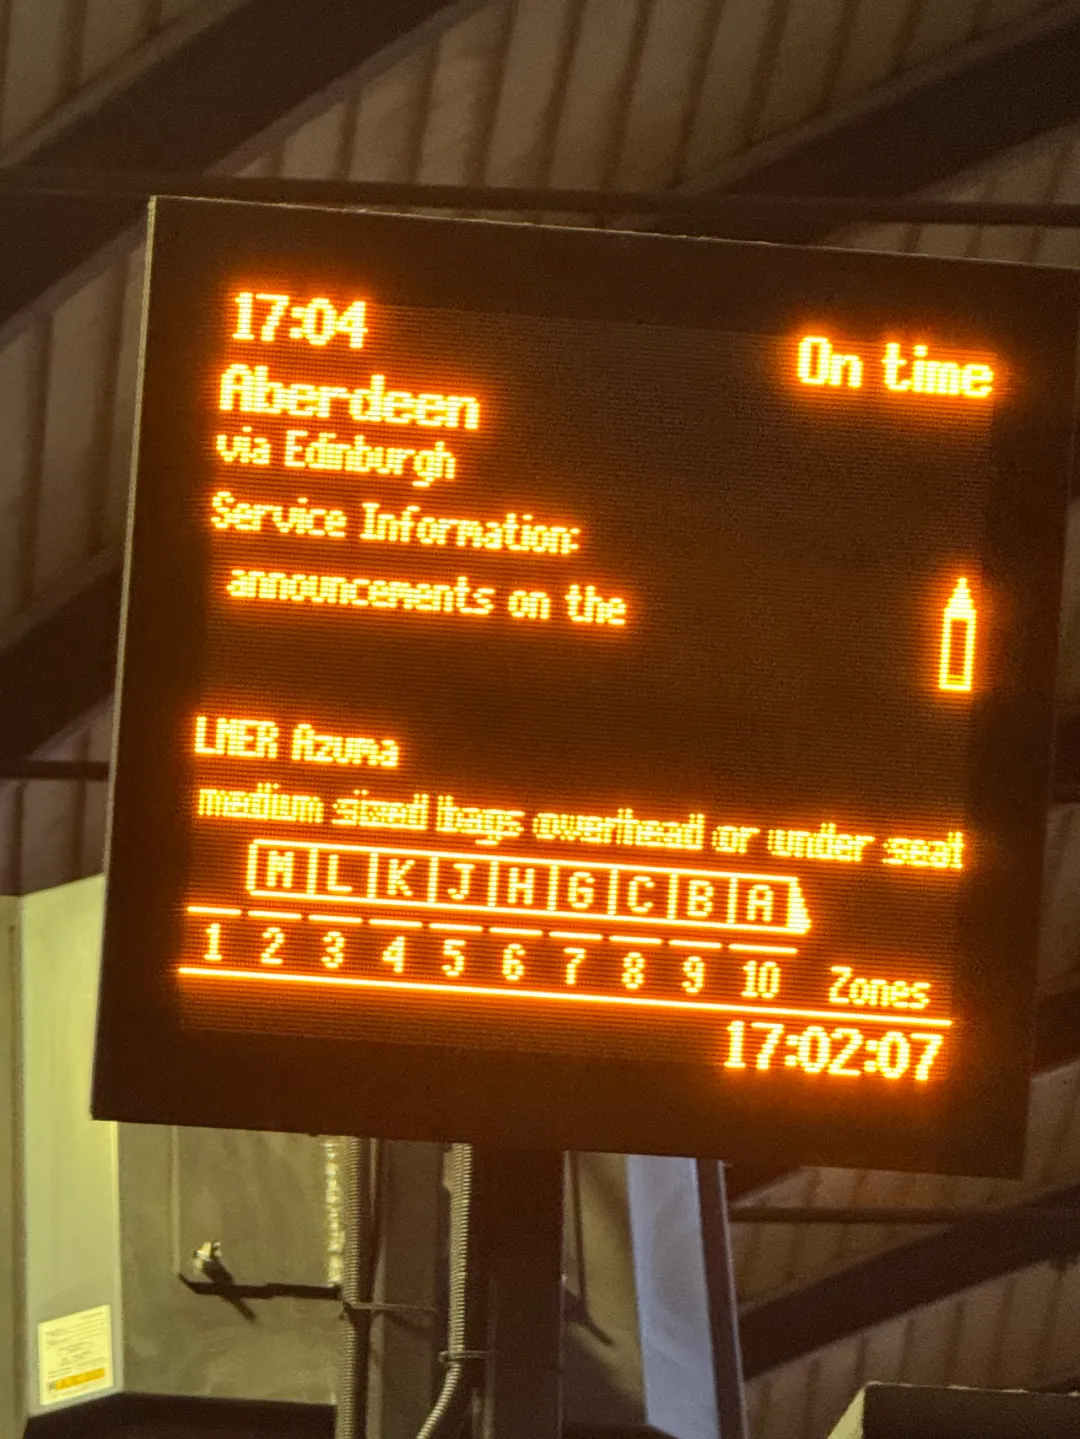 17:04
On time
Aberdeen
via Edinburgh
Service Information:
announcements on the
LNER Azuma
medium sized bags overhead or under seat
M L K J H G C B A
1 2 3 4 5 6 7 8 9 10 Zones
17:02:07